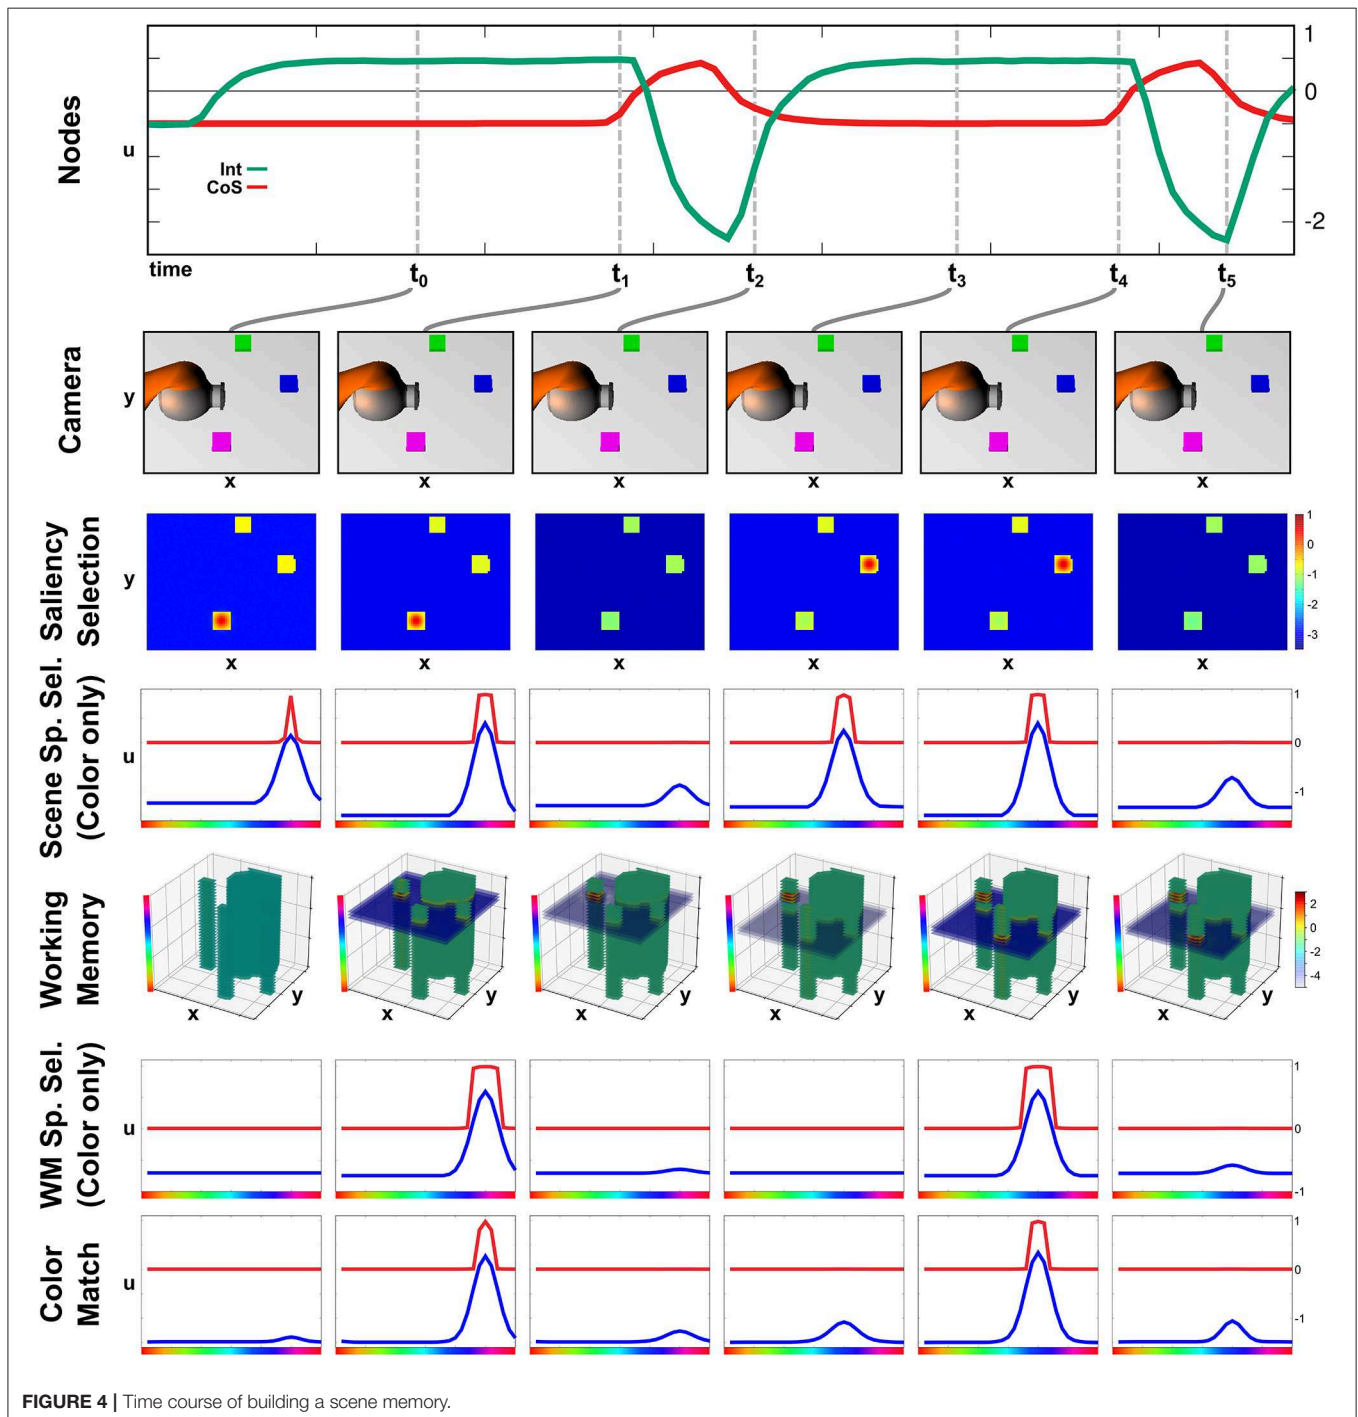 Nodes
u
Int
CoS
1
0
-2
time
t0
t1
t2
t3
t4
t5
Camera
y
x
x
x
x
x
x
Saliency
Selection
y
x
x
x
x
x
x
1
0
-1
-2
-3
Scene Sp. Sel.
(Color only)
u
1
0
-1
Working
Memory
x
y
x
y
x
y
x
y
x
y
x
y
2
0
-2
-4
WM Sp. Sel.
(Color only)
u
1
0
-1
Color
Match
u
1
0
-1
FIGURE 4 | Time course of building a scene memory.